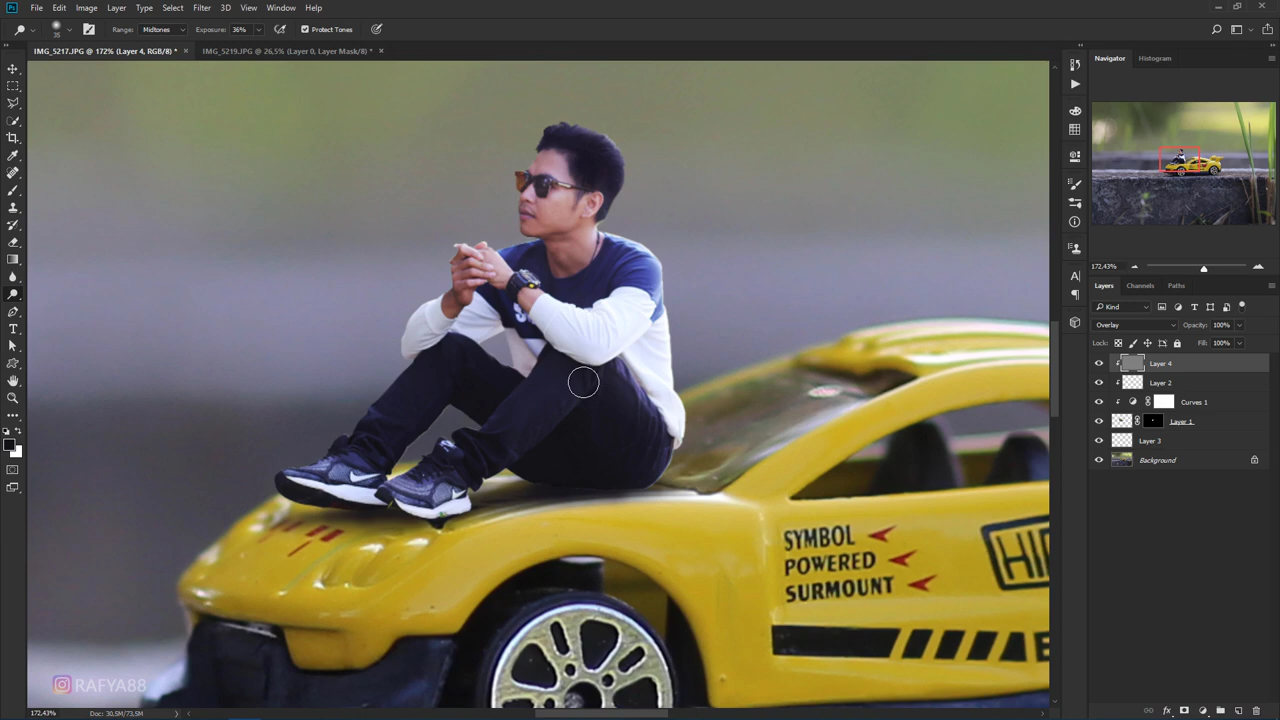 File Edit Image Layer Type Select Filter 3D View Window Help
35 Range: Midtones Exposure: 36% Protect Tones
IMG_5217.JPG @ 172% (Layer 4, RGB/8) * × IMG_5219.JPG @ 26,5% (Layer 0, Layer Mask/8) * ×
Navigator Histogram
172,43%
Layers Channels Paths
Kind
Overlay Opacity: 100%
Lock: Fill: 100%
Layer 4
Layer 2
Curves 1
Layer 1
Layer 3
Background
SYMBOL
POWERED
SURMOUNT
RAFYA88
172,43% Doc: 30,5M/73,5M